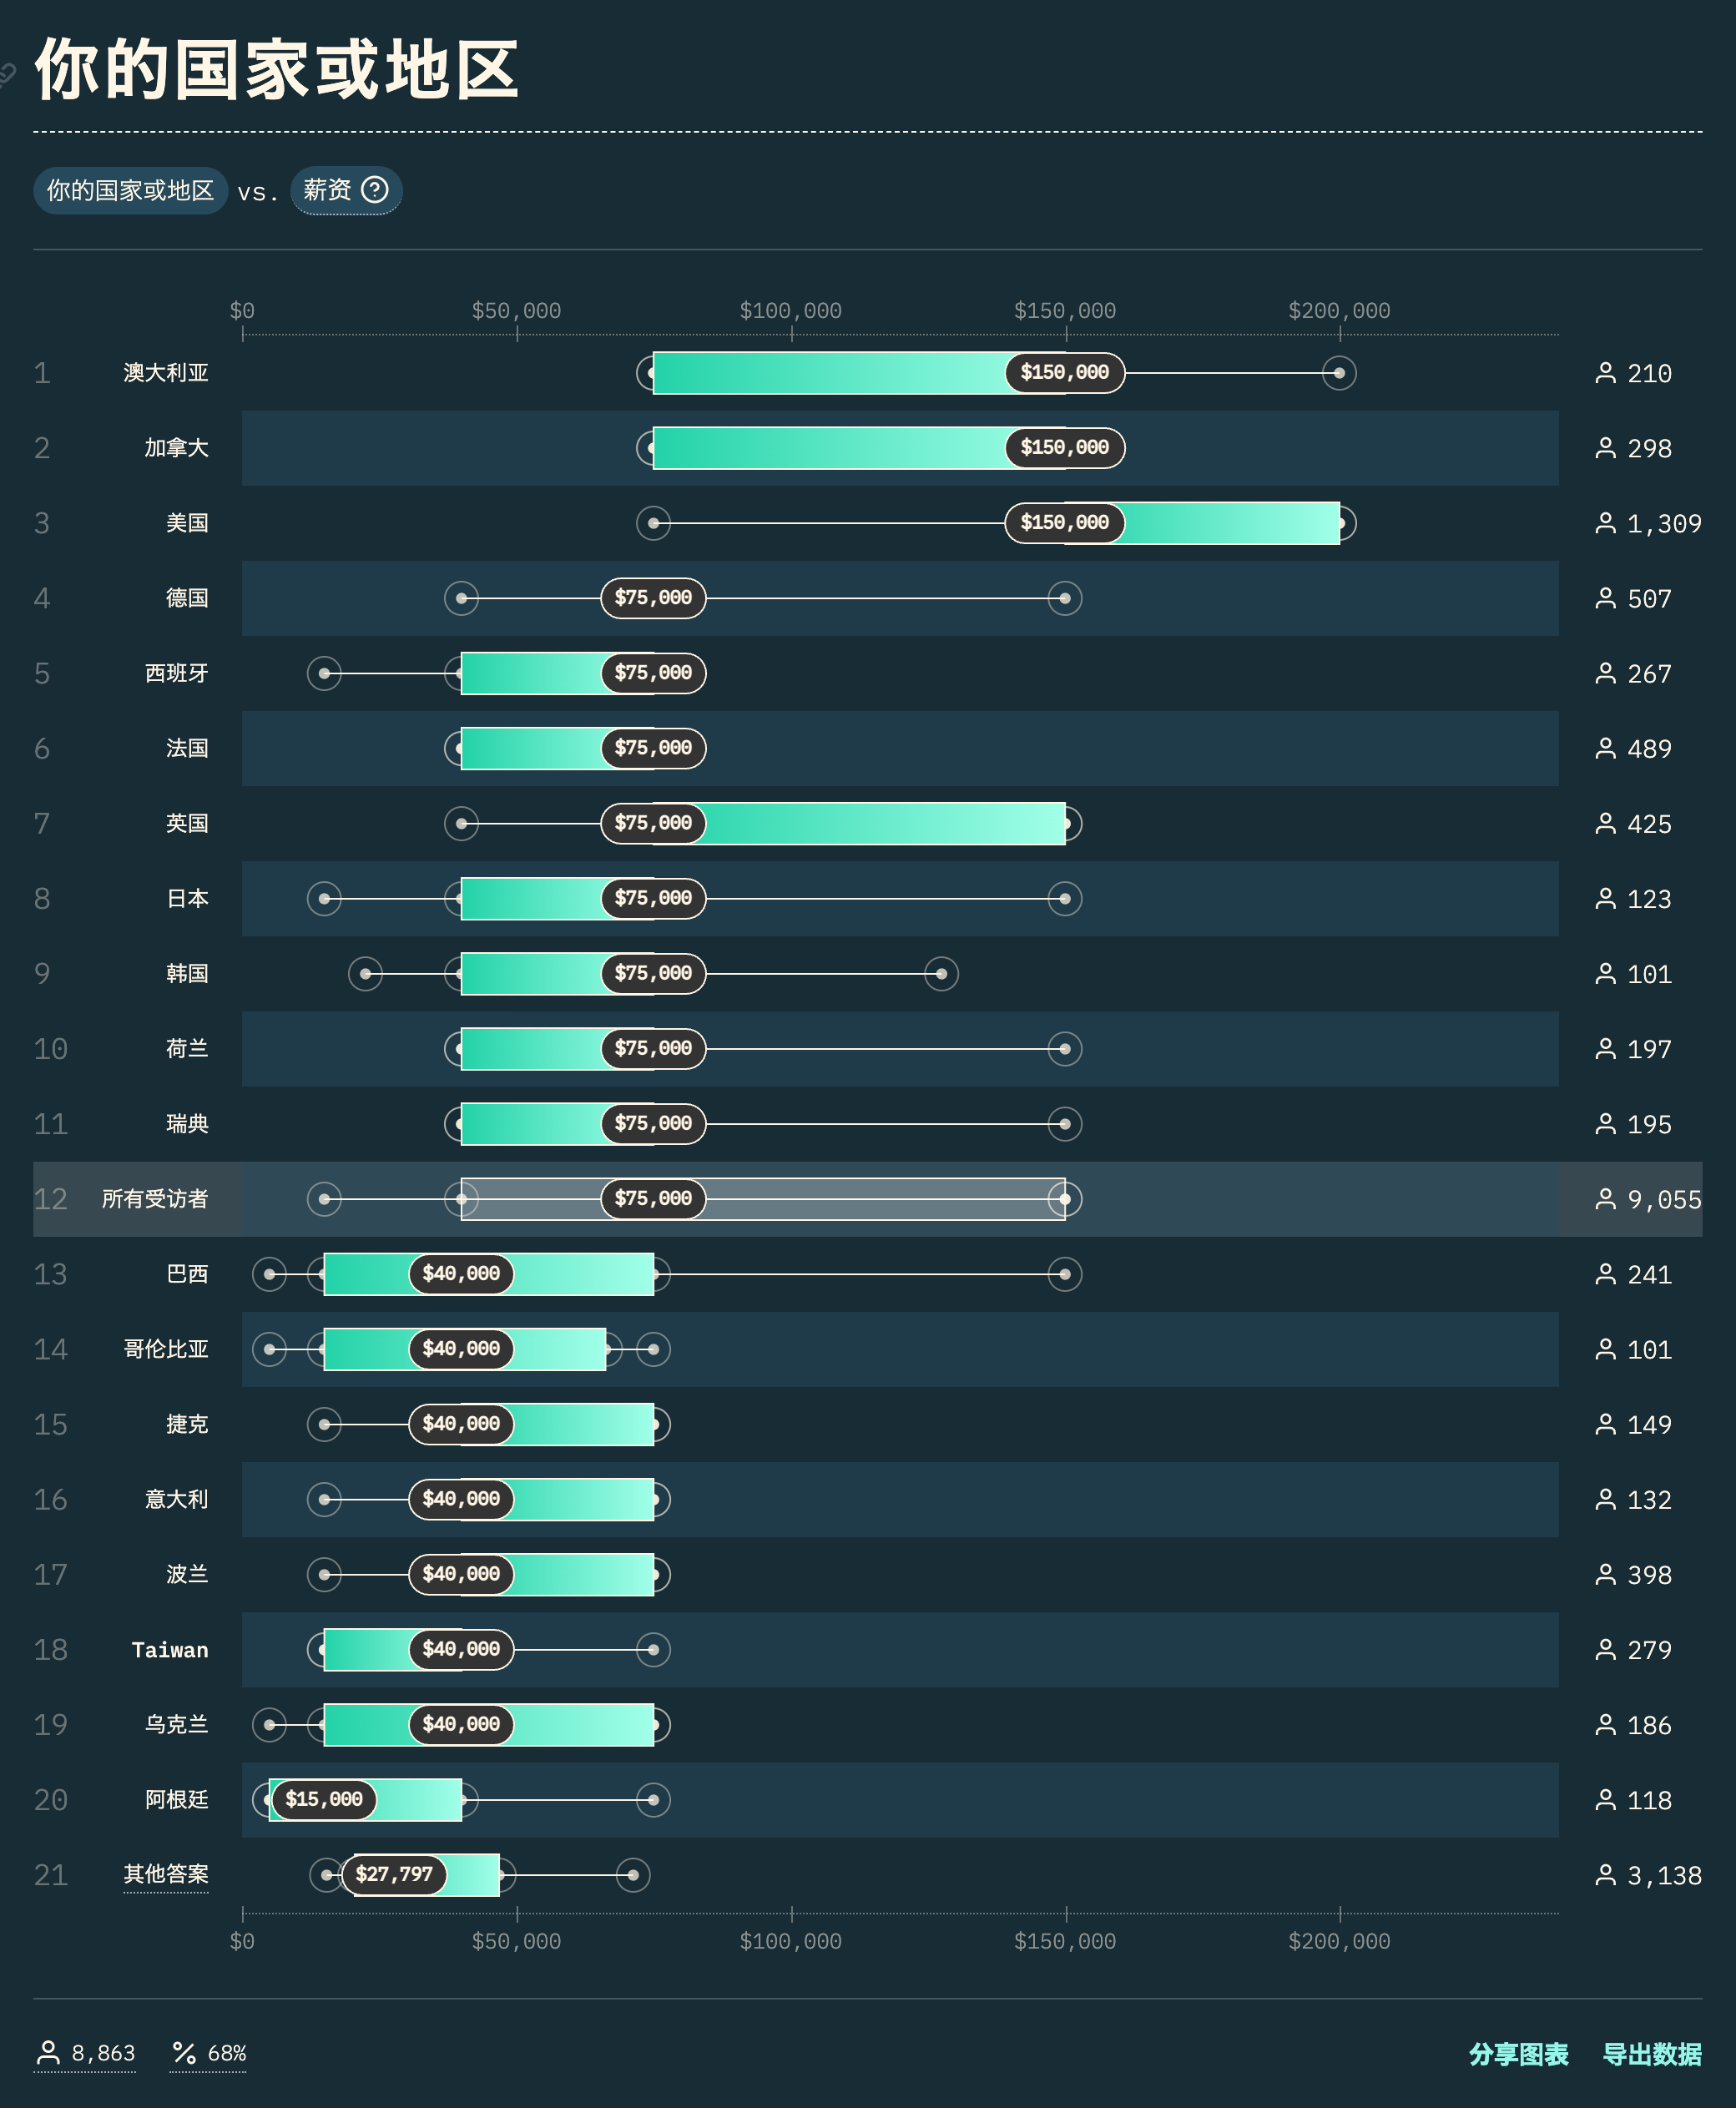 你的国家或地区
你的国家或地区 vs. 薪资 ?
$0 $50,000 $100,000 $150,000 $200,000
1 澳大利亚 $150,000 210
2 加拿大 $150,000 298
3 美国 $150,000 1,309
4 德国 $75,000 507
5 西班牙 $75,000 267
6 法国 $75,000 489
7 英国 $75,000 425
8 日本 $75,000 123
9 韩国 $75,000 101
10 荷兰 $75,000 197
11 瑞典 $75,000 195
12 所有受访者 $75,000 9,055
13 巴西 $40,000 241
14 哥伦比亚 $40,000 101
15 捷克 $40,000 149
16 意大利 $40,000 132
17 波兰 $40,000 398
18 Taiwan $40,000 279
19 乌克兰 $40,000 186
20 阿根廷 $15,000 118
21 其他答案 $27,797 3,138
$0 $50,000 $100,000 $150,000 $200,000
8,863 % 68% 分享图表 导出数据